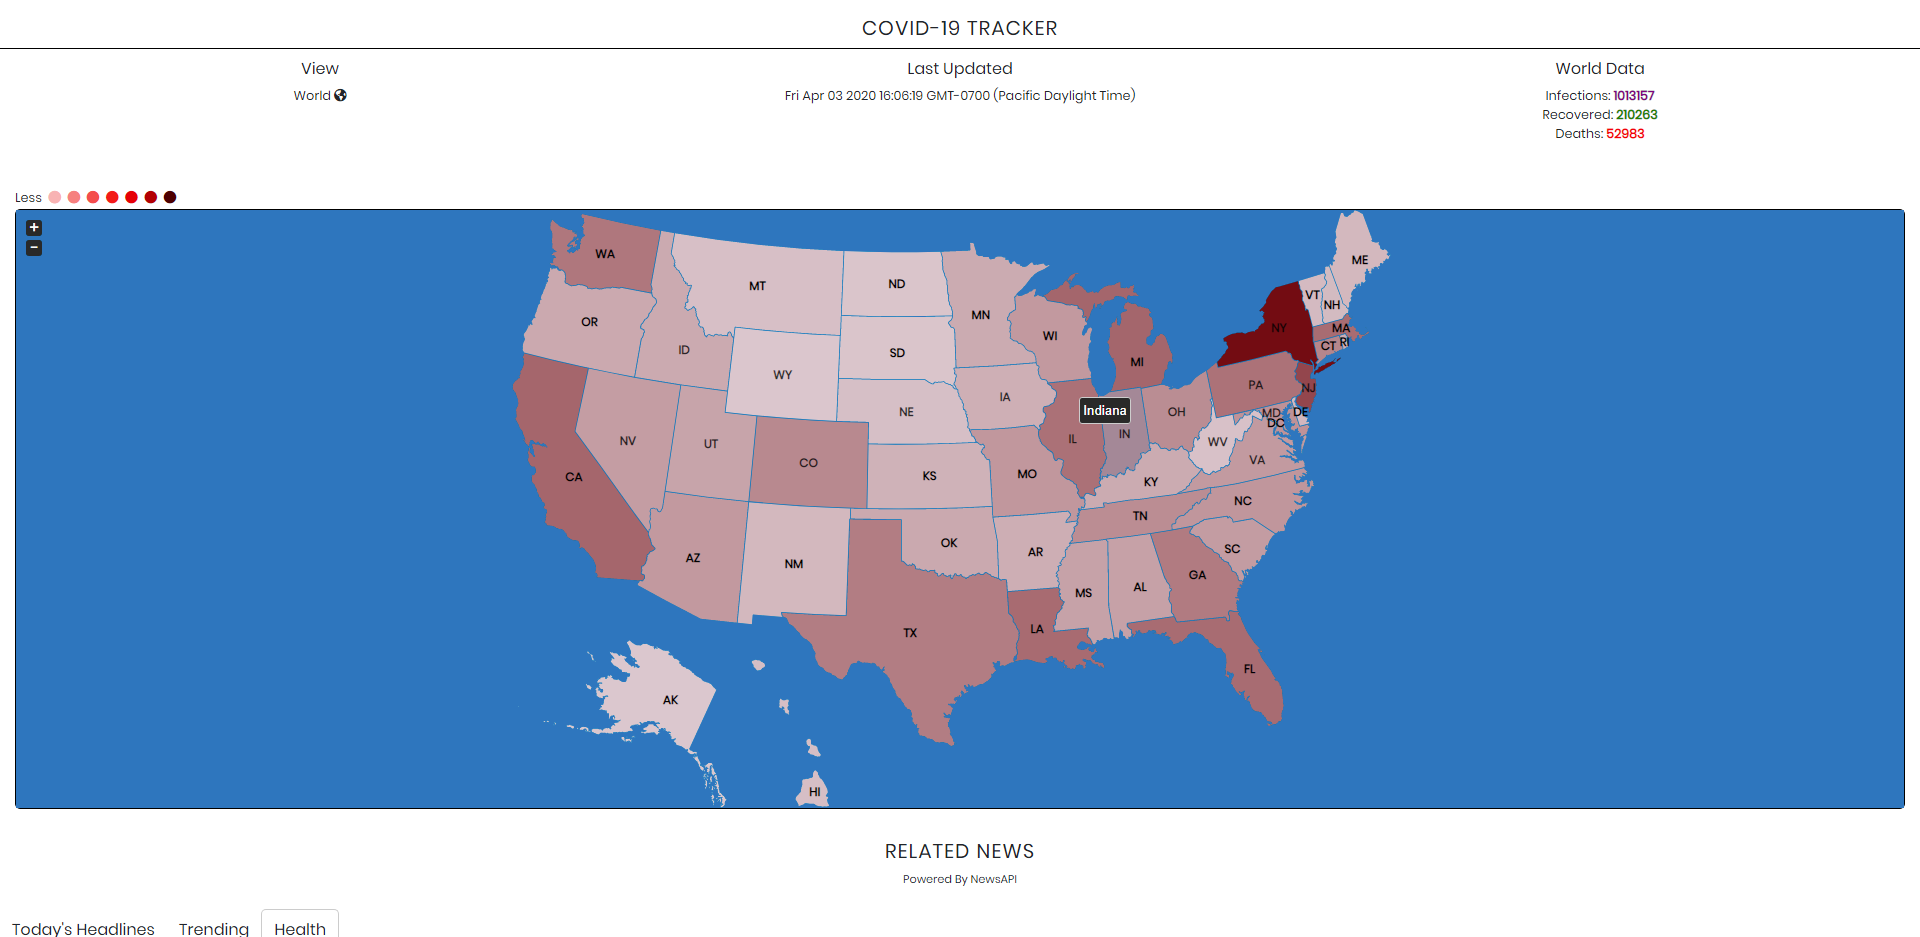 COVID-19 TRACKER
View
World
Last Updated
Fri Apr 03 2020 16:06:19 GMT-0700 (Pacific Daylight Time)
World Data
Infections: 1013157
Recovered: 210263
Deaths: 52983
Less
+
−
WA
MT
ND
MN
ME
VT
NH
OR
ID
SD
WI
NY
MA
CT
RI
WY
MI
PA
NJ
NE
IA
Indiana
OH
MD
DE
DC
NV
UT
CO
IL
IN
WV
CA
KS
MO
KY
VA
AZ
NM
OK
AR
TN
NC
SC
MS
AL
GA
TX
LA
FL
AK
HI
RELATED NEWS
Powered By NewsAPI
Today's Headlines
Trending
Health